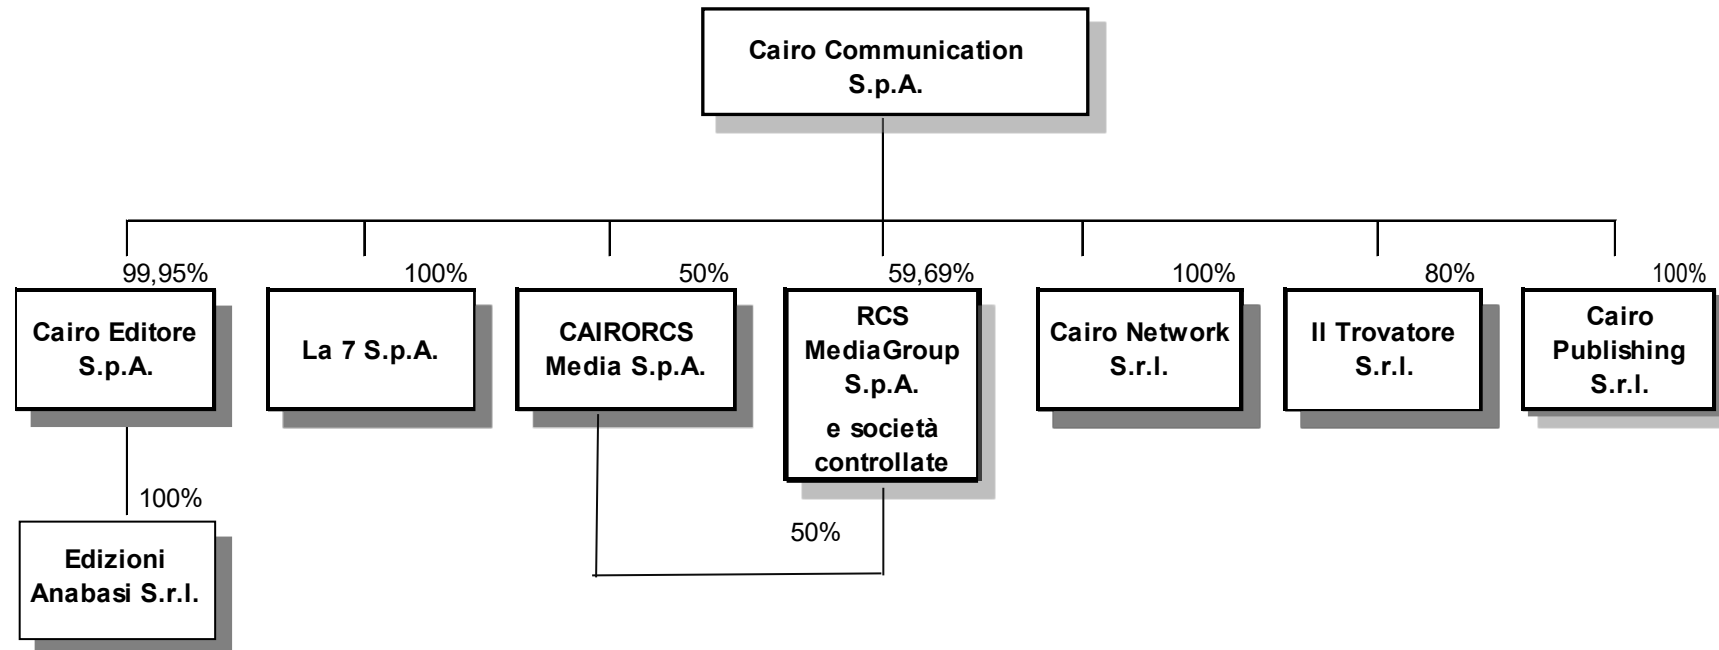 Cairo Communication
S.p.A.
99,95%
100%
50%
59,69%
100%
80%
100%
Cairo Editore
S.p.A.
La 7 S.p.A.
CAIRORCS
Media S.p.A.
RCS
MediaGroup
S.p.A.
e società
controllate
Cairo Network
S.r.l.
Il Trovatore
S.r.l.
Cairo
Publishing
S.r.l.
100%
50%
Edizioni
Anabasi S.r.l.